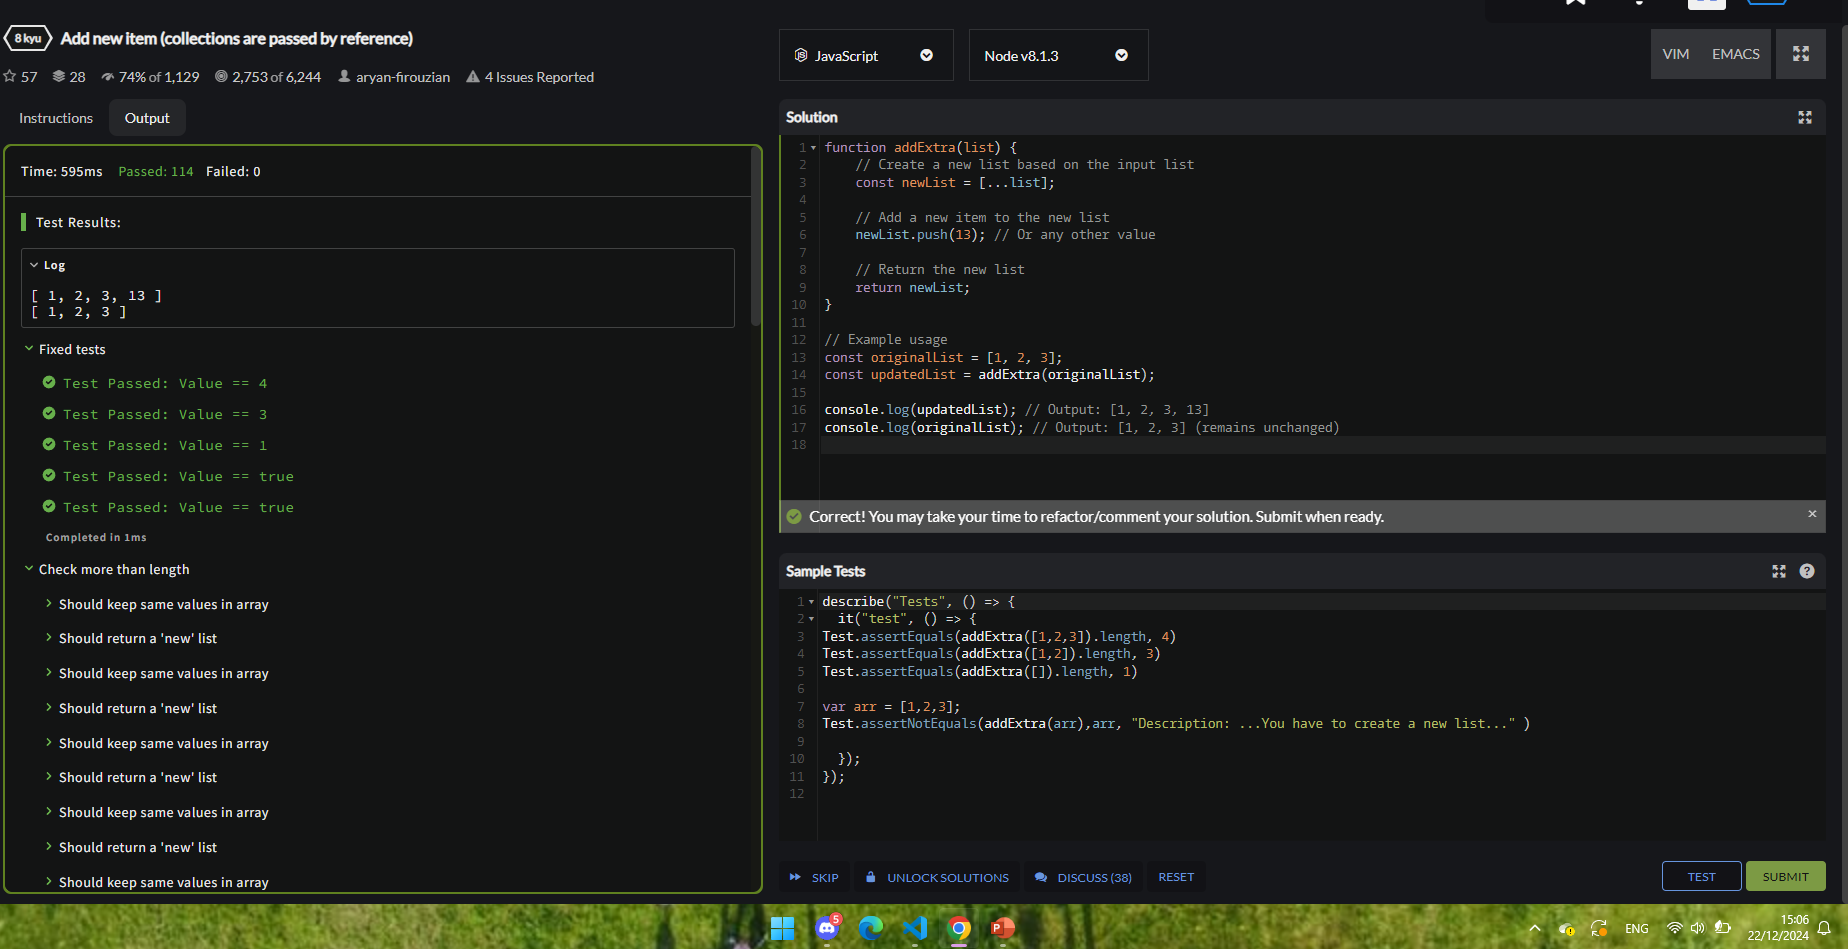 8 kyu Add new item (collections are passed by reference)
57 28 74% of 1,129 2,753 of 6,244 aryan-firouzian 4 Issues Reported
Instructions Output
Time: 595ms Passed: 114 Failed: 0
Test Results:
Log
[ 1, 2, 3, 13 ]
[ 1, 2, 3 ]
Fixed tests
Test Passed: Value == 4
Test Passed: Value == 3
Test Passed: Value == 1
Test Passed: Value == true
Test Passed: Value == true
Completed in 1ms
Check more than length
Should keep same values in array
Should return a 'new' list
Should keep same values in array
Should return a 'new' list
Should keep same values in array
Should return a 'new' list
Should keep same values in array
Should return a 'new' list
Should keep same values in array
JavaScript Node v8.1.3 VIM EMACS
Solution
1 function addExtra(list) {
2 // Create a new list based on the input list
3 const newList = [...list];
4
5 // Add a new item to the new list
6 newList.push(13); // Or any other value
7
8 // Return the new list
9 return newList;
10 }
11
12 // Example usage
13 const originalList = [1, 2, 3];
14 const updatedList = addExtra(originalList);
15
16 console.log(updatedList); // Output: [1, 2, 3, 13]
17 console.log(originalList); // Output: [1, 2, 3] (remains unchanged)
18
Correct! You may take your time to refactor/comment your solution. Submit when ready. ×
Sample Tests ?
1 describe("Tests", () => {
2 it("test", () => {
3 Test.assertEquals(addExtra([1,2,3]).length, 4)
4 Test.assertEquals(addExtra([1,2]).length, 3)
5 Test.assertEquals(addExtra([]).length, 1)
6
7 var arr = [1,2,3];
8 Test.assertNotEquals(addExtra(arr),arr, "Description: ...You have to create a new list..." )
9
10 });
11 });
12
SKIP UNLOCK SOLUTIONS DISCUSS (38) RESET TEST SUBMIT
5 P ENG 15:06
22/12/2024